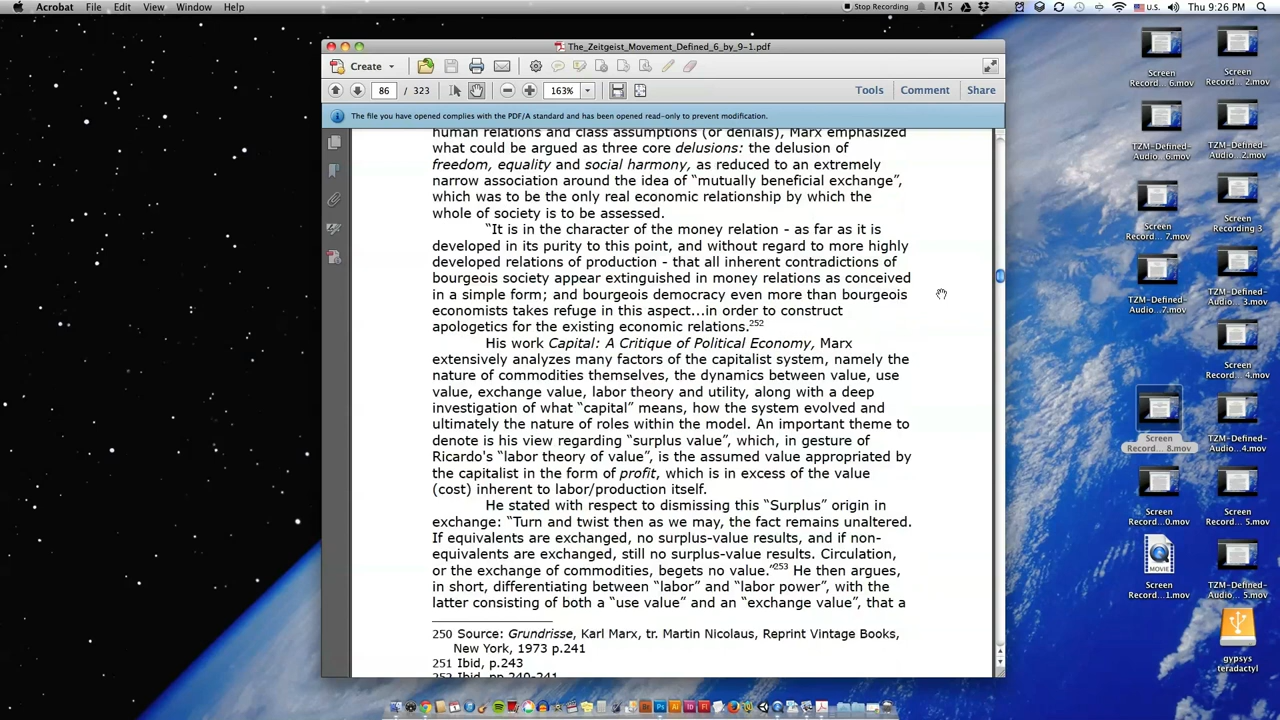 Acrobat File Edit View Window Help
Stop Recording
5
U.S.
Thu 9:26 PM
The_Zeitgeist_Movement_Defined_6_by_9-1.pdf
Create
86 / 323
163%
Tools Comment Share
The file you have opened complies with the PDF/A standard and has been opened read-only to prevent modification.
human relations and class assumptions (or denials), Marx emphasized
what could be argued as three core delusions: the delusion of
freedom, equality and social harmony, as reduced to an extremely
narrow association around the idea of “mutually beneficial exchange”,
which was to be the only real economic relationship by which the
whole of society is to be assessed.
“It is in the character of the money relation - as far as it is
developed in its purity to this point, and without regard to more highly
developed relations of production - that all inherent contradictions of
bourgeois society appear extinguished in money relations as conceived
in a simple form; and bourgeois democracy even more than bourgeois
economists takes refuge in this aspect...in order to construct
apologetics for the existing economic relations.”252
His work Capital: A Critique of Political Economy, Marx
extensively analyzes many factors of the capitalist system, namely the
nature of commodities themselves, the dynamics between value, use
value, exchange value, labor theory and utility, along with a deep
investigation of what “capital” means, how the system evolved and
ultimately the nature of roles within the model. An important theme to
denote is his view regarding “surplus value”, which, in gesture of
Ricardo's “labor theory of value”, is the assumed value appropriated by
the capitalist in the form of profit, which is in excess of the value
(cost) inherent to labor/production itself.
He stated with respect to dismissing this “Surplus” origin in
exchange: “Turn and twist then as we may, the fact remains unaltered.
If equivalents are exchanged, no surplus-value results, and if non-
equivalents are exchanged, still no surplus-value results. Circulation,
or the exchange of commodities, begets no value.”253 He then argues,
in short, differentiating between “labor” and “labor power”, with the
latter consisting of both a “use value” and an “exchange value”, that a
250 Source: Grundrisse, Karl Marx, tr. Martin Nicolaus, Reprint Vintage Books,
New York, 1973 p.241
251 Ibid, p.243
252 Ibid, pp.240-241
Screen
Record... 6.mov
Screen
Record... 2.mov
TZM-Defined-
Audio...6.mov
TZM-Defined-
Audio...2.mov
Screen
Record... 7.mov
Screen
Recording 3
TZM-Defined-
Audio...7.mov
TZM-Defined-
Audio...3.mov
Screen
Record... 4.mov
Screen
Record... 8.mov
TZM-Defined-
Audio...4.mov
Screen
Record...0.mov
Screen
Record... 5.mov
MOVIE
Screen
Record...1.mov
TZM-Defined-
Audio...5.mov
gypsys
teradactyl